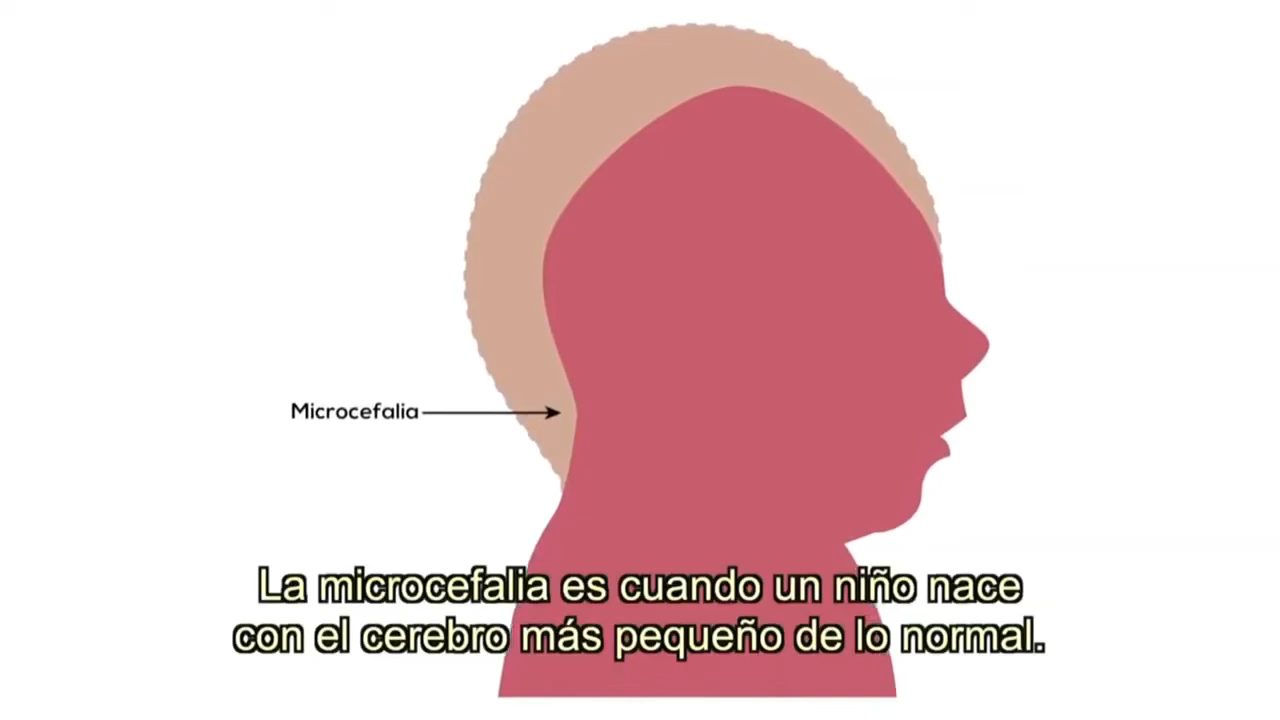 Microcefalia
La microcefalia es cuando un niño nace
con el cerebro más pequeño de lo normal.